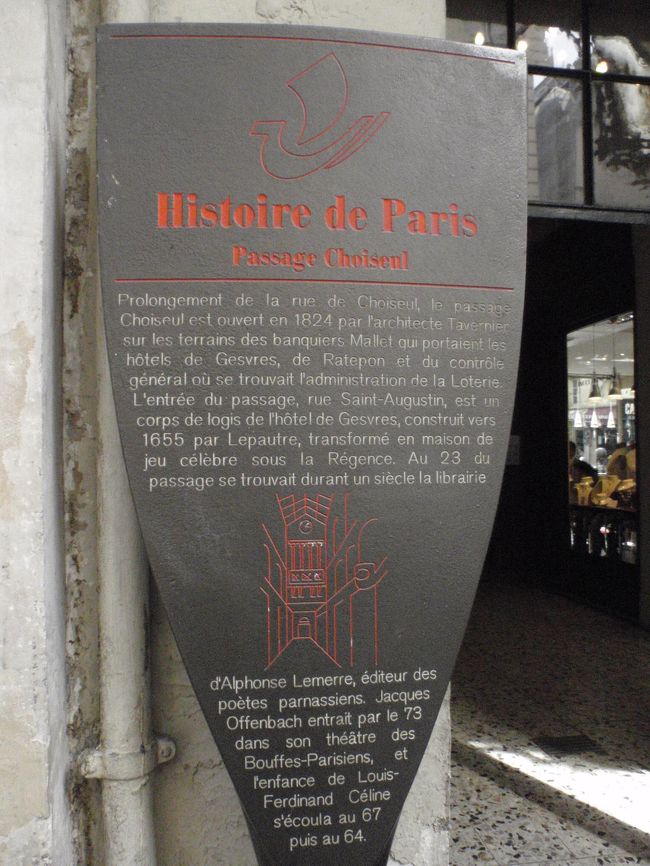 Histoire de Paris
Passage Choiseul
Prolongement de la rue de Choiseul, le passage
Choiseul est ouvert en 1824 par l'architecte Tavernier
sur les terrains des banquiers Mallet qui portaient les
hôtels de Gesvres, de Ratepon et du contrôle
général où se trouvait l'administration de la Loterie.
L'entrée du passage, rue Saint-Augustin, est un
corps de logis de l'hôtel de Gesvres, construit vers
1655 par Lepautre, transformé en maison de
jeu célèbre sous la Régence. Au 23 du
passage se trouvait durant un siècle la librairie
d'Alphonse Lemerre, éditeur des
poètes parnassiens. Jacques
Offenbach entrait par le 73
dans son théâtre des
Bouffes-Parisiens, et
l'enfance de Louis-
Ferdinand Céline
s'écoula au 67
puis au 64.